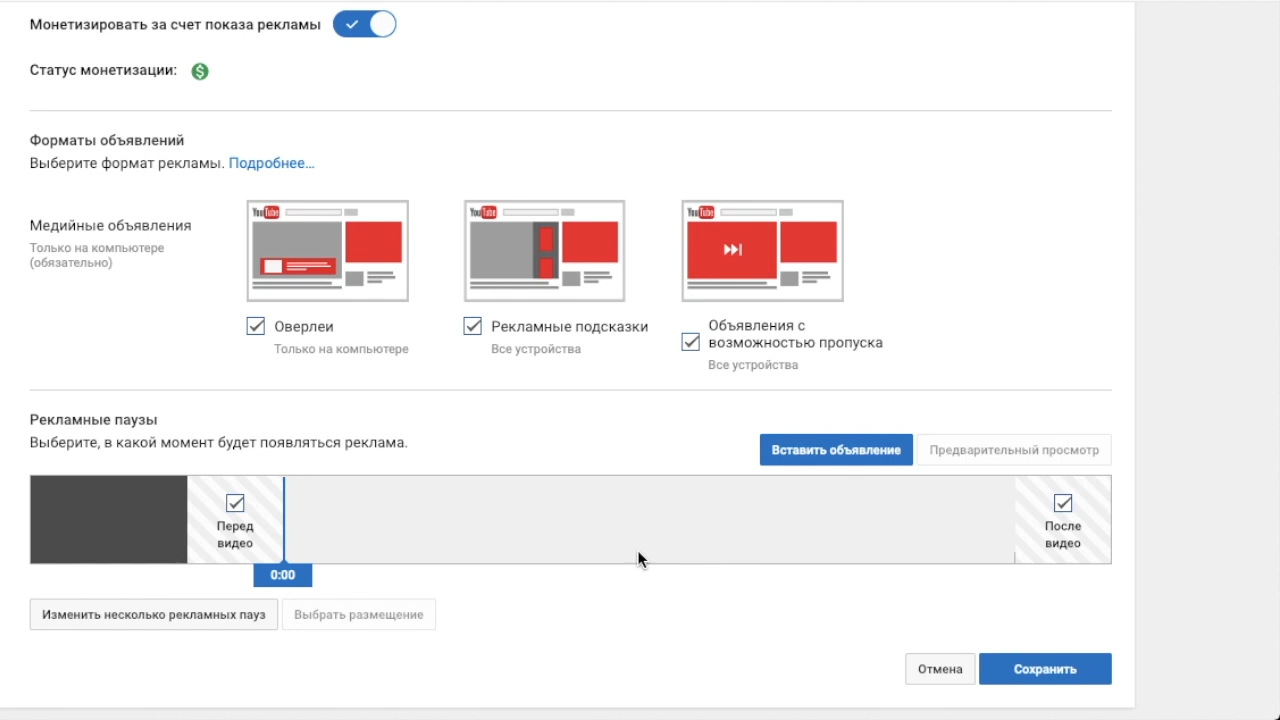 Монетизировать за счет показа рекламы
Статус монетизации:
$
Форматы объявлений
Выберите формат рекламы. Подробнее...
Медийные объявления
Только на компьютере
(обязательно)
YouTube
YouTube
YouTube
Оверлеи
Только на компьютере
Рекламные подсказки
Все устройства
Объявления с
возможностью пропуска
Все устройства
Рекламные паузы
Выберите, в какой момент будет появляться реклама.
Вставить объявление
Предварительный просмотр
Перед
видео
После
видео
0:00
Изменить несколько рекламных пауз
Выбрать размещение
Отмена
Сохранить